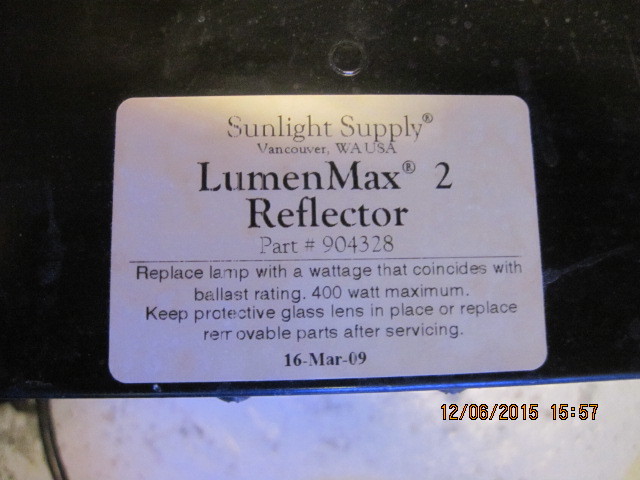 Sunlight Supply®
Vancouver, WA USA
LumenMax® 2
Reflector
Part # 904328
Replace lamp with a wattage that coincides with
ballast rating. 400 watt maximum.
Keep protective glass lens in place or replace
removable parts after servicing.
16-Mar-09
12/06/2015 15:57